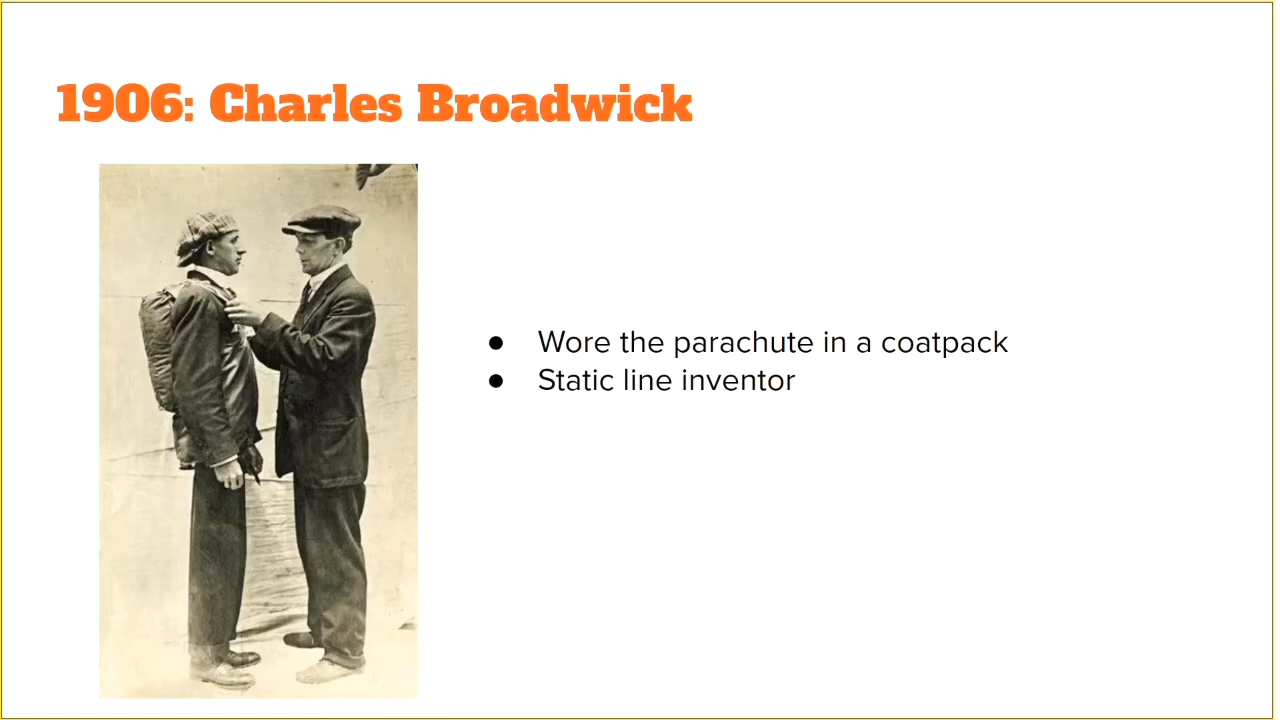 1906: Charles Broadwick
● Wore the parachute in a coatpack
● Static line inventor